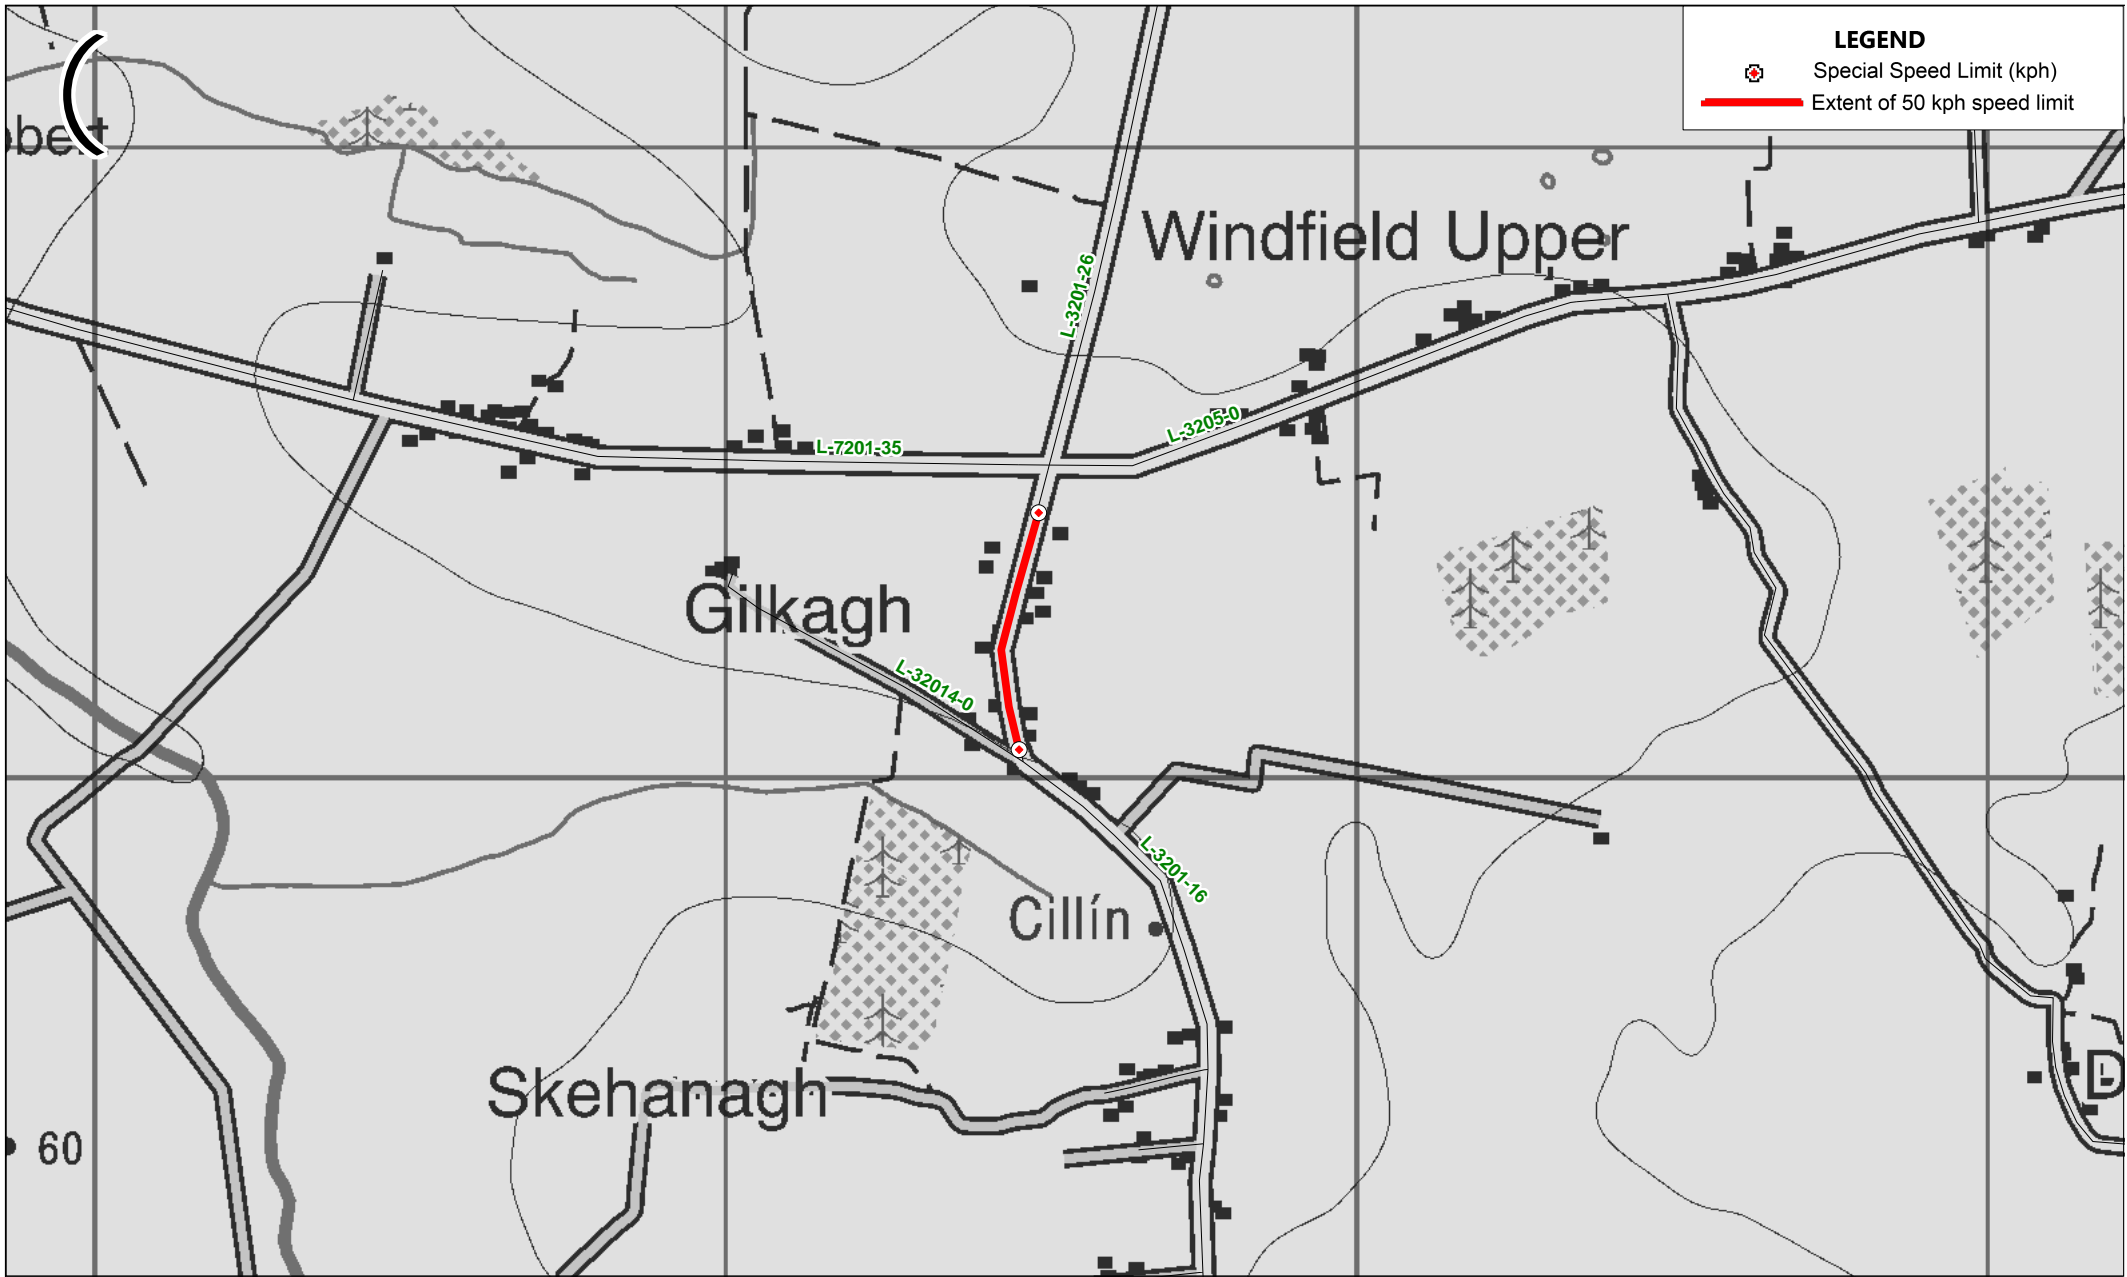 LEGEND
Special Speed Limit (kph)
Extent of 50 kph speed limit
Windfield Upper
L-3201-26
L-3205-0
L-7201-35
Gilkagh
L-32014-0
L-3201-16
Cillín
Skehanagh
60